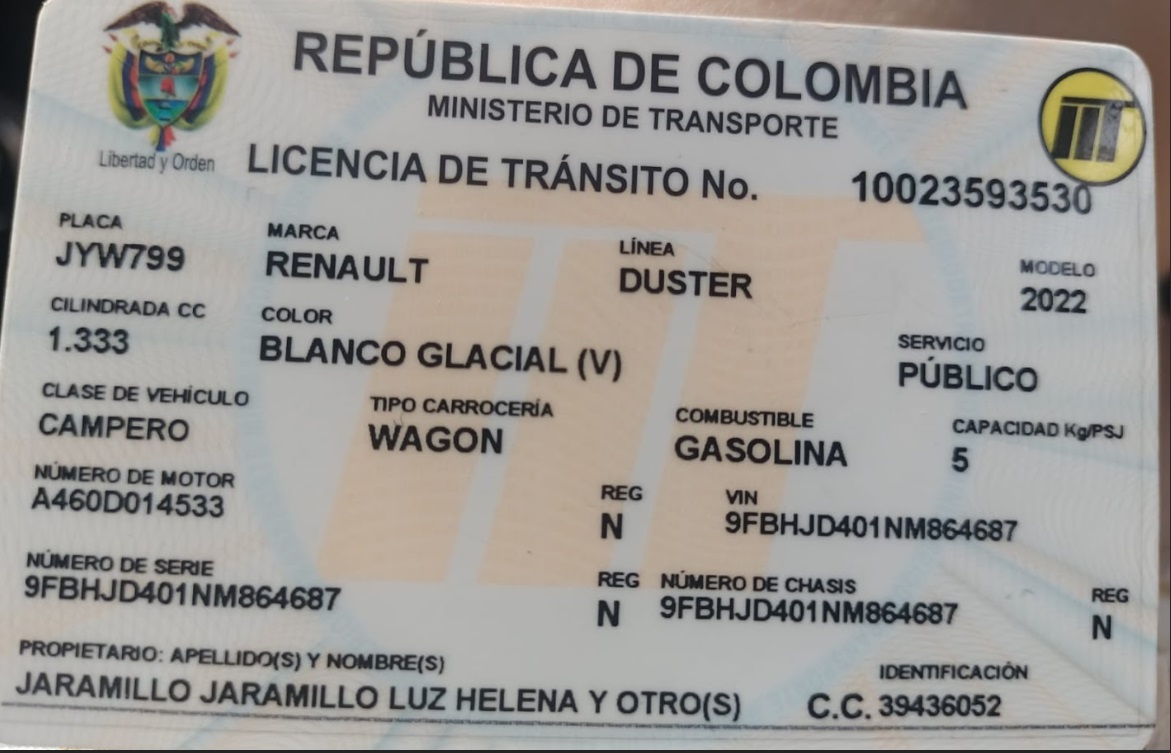 REPÚBLICA DE COLOMBIA
MINISTERIO DE TRANSPORTE
Libertad y Orden
LICENCIA DE TRÁNSITO No. 10023593530
PLACA MARCA LÍNEA MODELO
JYW799 RENAULT DUSTER 2022
CILINDRADA CC COLOR SERVICIO
1.333 BLANCO GLACIAL (V) PÚBLICO
CLASE DE VEHÍCULO TIPO CARROCERÍA COMBUSTIBLE CAPACIDAD Kg/PSJ
CAMPERO WAGON GASOLINA 5
NÚMERO DE MOTOR REG VIN
A460D014533 N 9FBHJD401NM864687
NÚMERO DE SERIE REG NÚMERO DE CHASIS REG
9FBHJD401NM864687 N 9FBHJD401NM864687 N
PROPIETARIO: APELLIDO(S) Y NOMBRE(S) IDENTIFICACIÓN
JARAMILLO JARAMILLO LUZ HELENA Y OTRO(S) C.C. 39436052